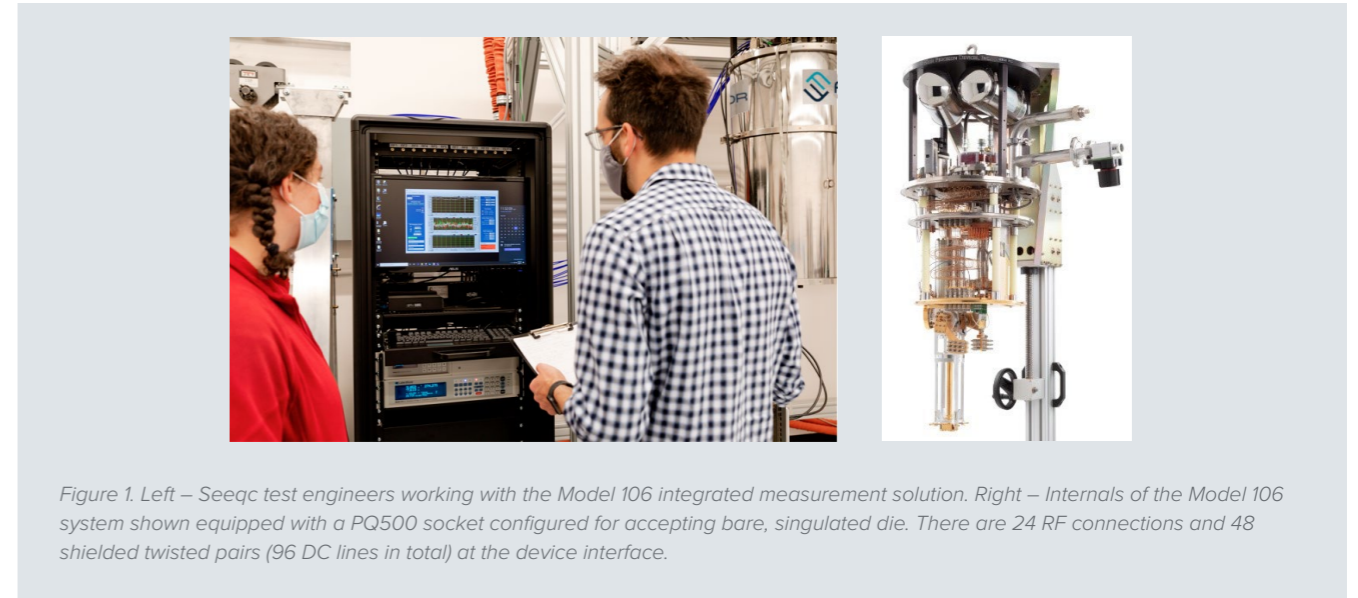 Figure 1. Left – Seeqc test engineers working with the Model 106 integrated measurement solution. Right – Internals of the Model 106
system shown equipped with a PQ500 socket configured for accepting bare, singulated die. There are 24 RF connections and 48
shielded twisted pairs (96 DC lines in total) at the device interface.